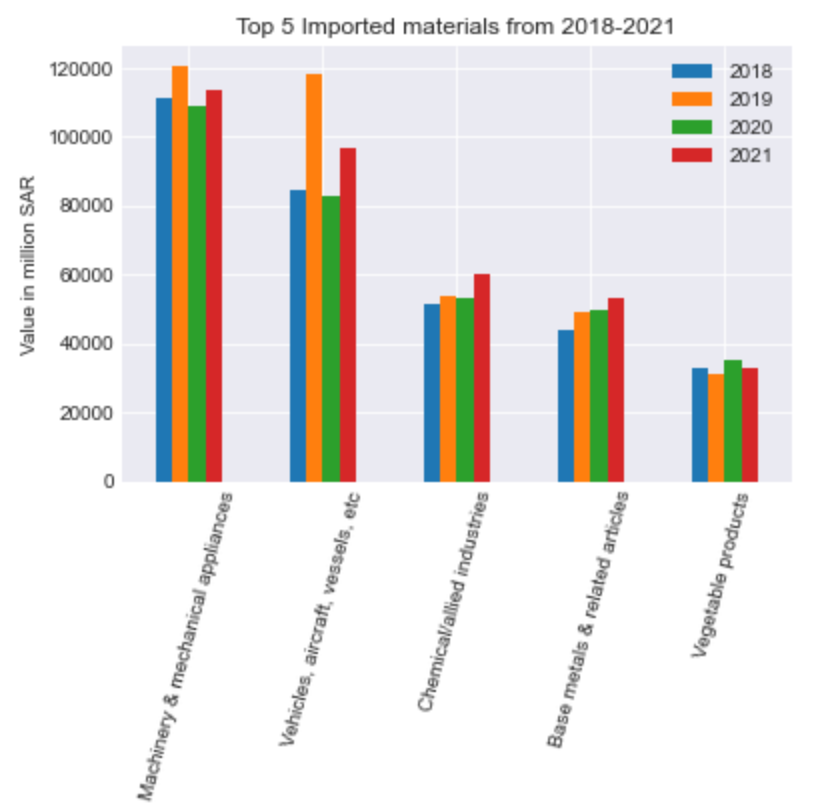 Top 5 Imported materials from 2018-2021
2018
2019
2020
2021
Value in million SAR
120000
100000
80000
60000
40000
20000
0
Machinery & mechanical appliances
Vehicles, aircraft, vessels, etc
Chemical/allied industries
Base metals & related articles
Vegetable products